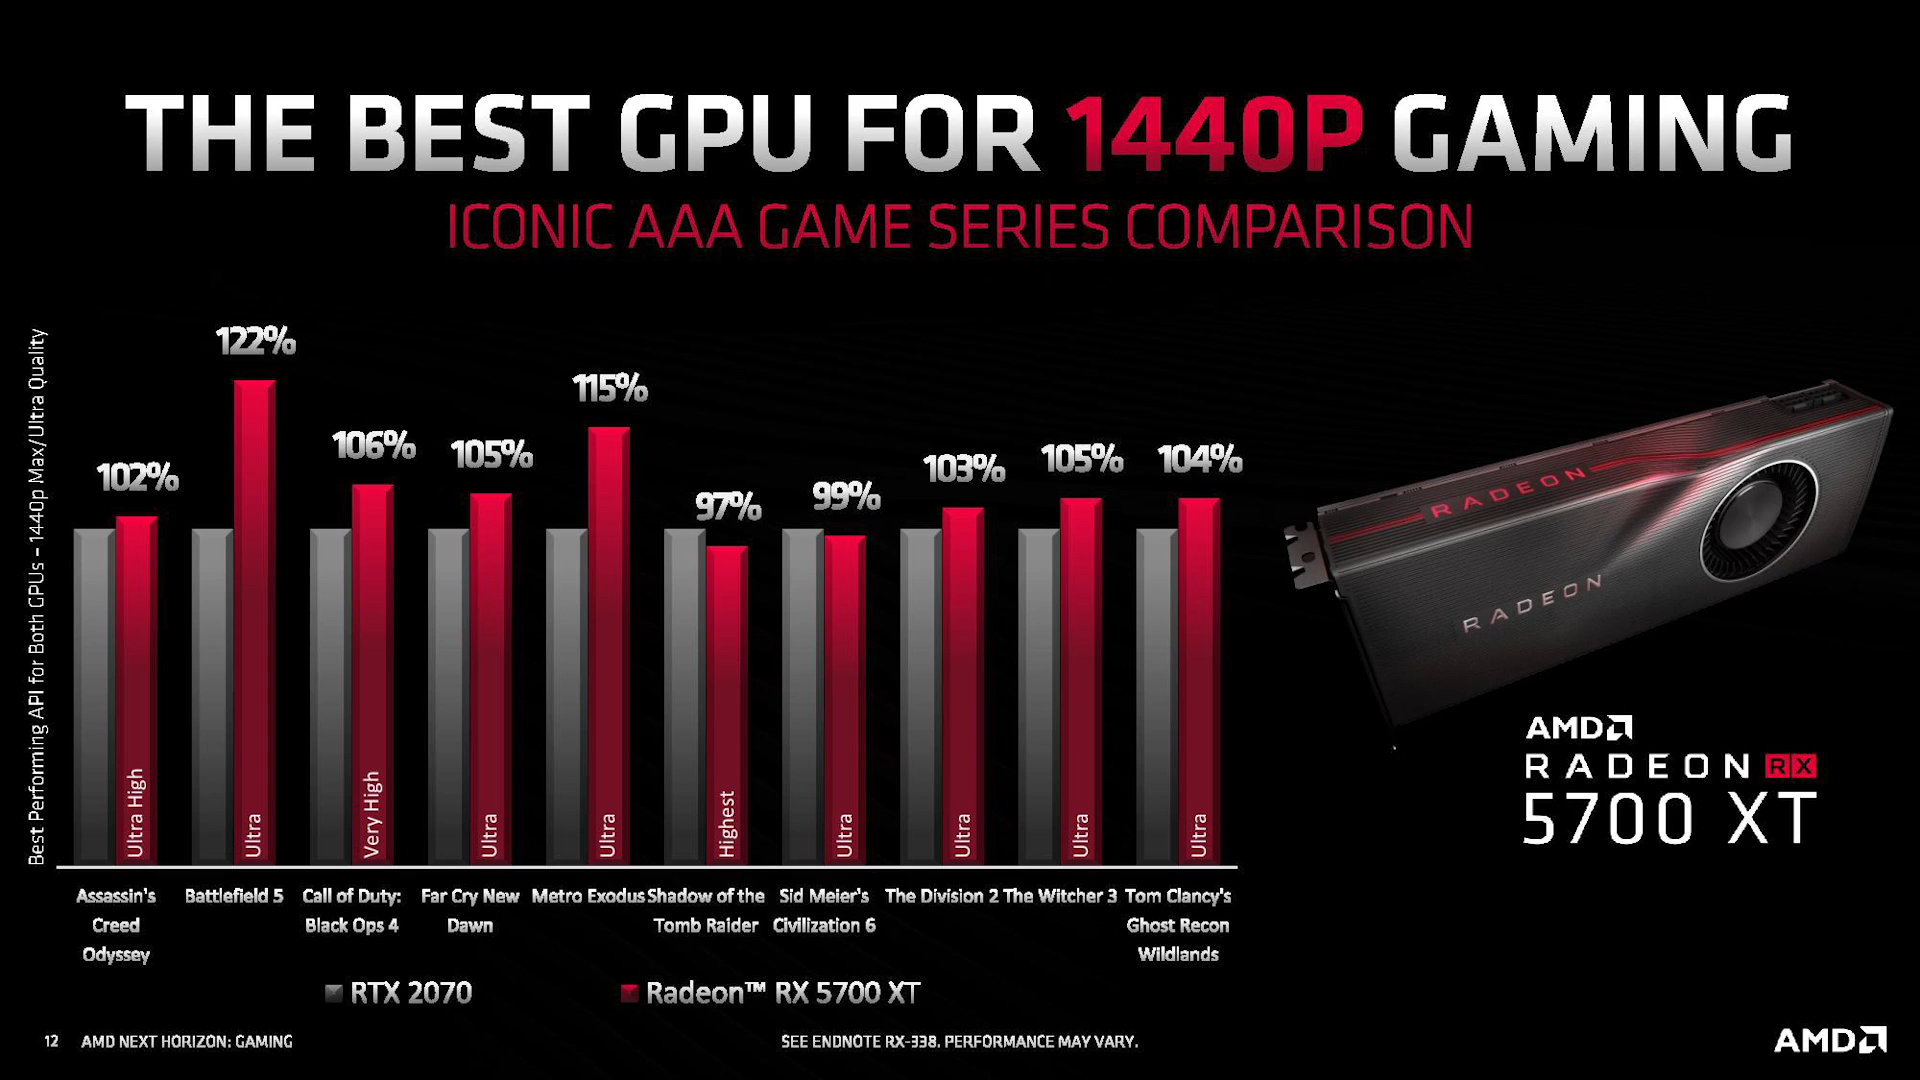 THE BEST GPU FOR 1440P GAMING
ICONIC AAA GAME SERIES COMPARISON
Best Performing API for Both GPUs – 1440p Max/Ultra Quality
102%
122%
106%
105%
115%
97%
99%
103%
105%
104%
Ultra High
Ultra
Very High
Ultra
Ultra
Highest
Ultra
Ultra
Ultra
Ultra
Assassin's
Creed
Odyssey
Battlefield 5
Call of Duty:
Black Ops 4
Far Cry New
Dawn
Metro Exodus
Shadow of the
Tomb Raider
Sid Meier's
Civilization 6
The Division 2
The Witcher 3
Tom Clancy's
Ghost Recon
Wildlands
RTX 2070
Radeon™ RX 5700 XT
RADEON
RADEON
AMD
RADEON RX
5700 XT
12 AMD NEXT HORIZON: GAMING
SEE ENDNOTE RX-338. PERFORMANCE MAY VARY.
AMD